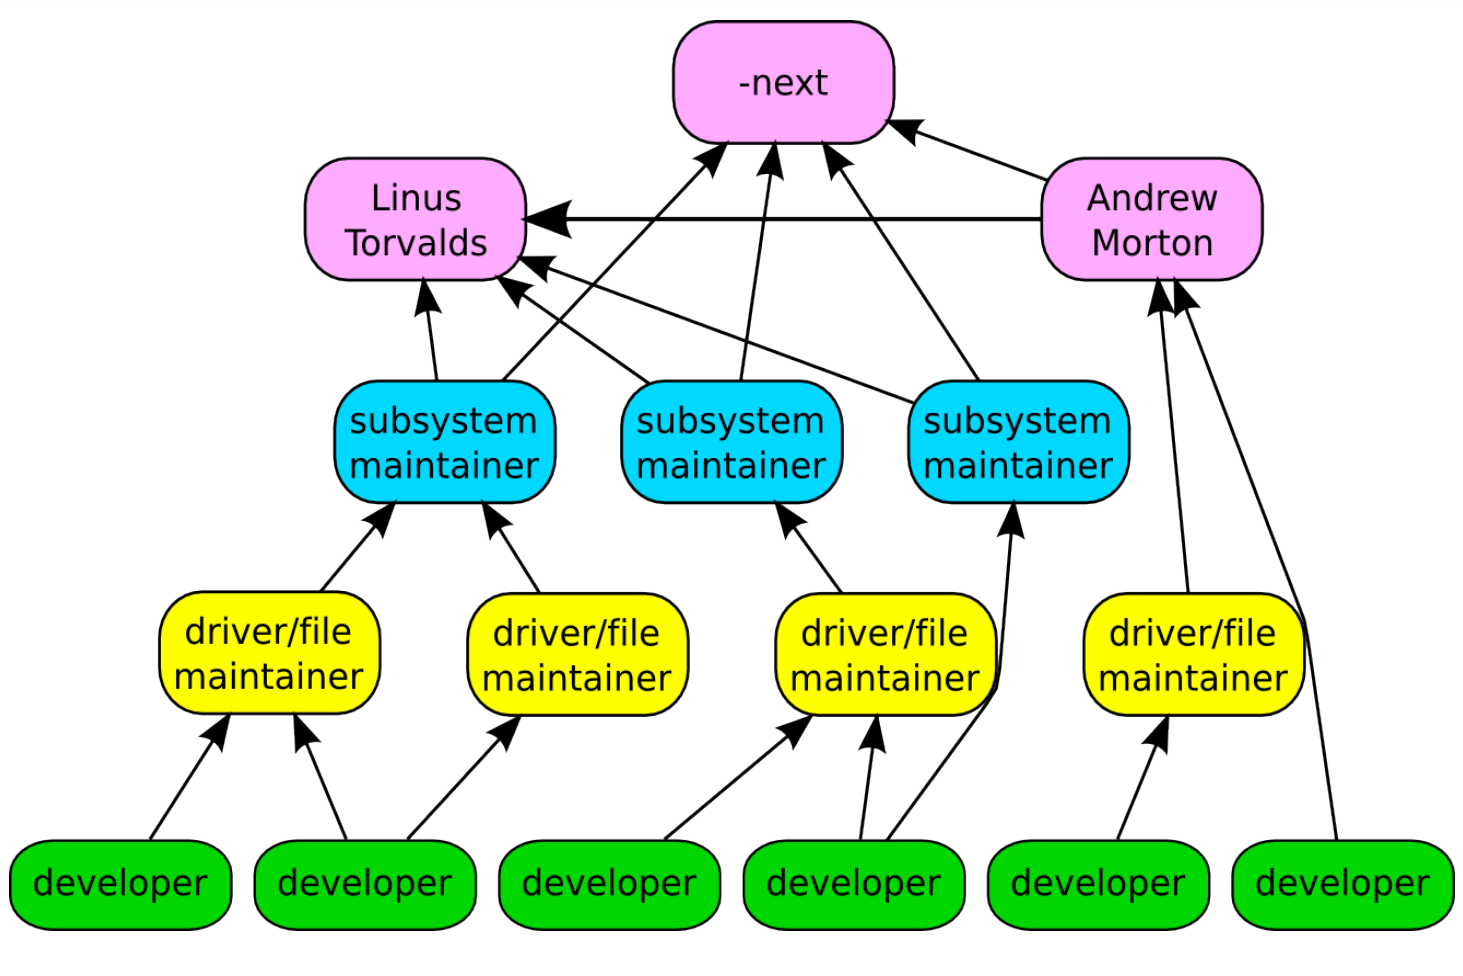 -next
Linus
Torvalds
Andrew
Morton
subsystem
maintainer
subsystem
maintainer
subsystem
maintainer
driver/file
maintainer
driver/file
maintainer
driver/file
maintainer
driver/file
maintainer
developer
developer
developer
developer
developer
developer